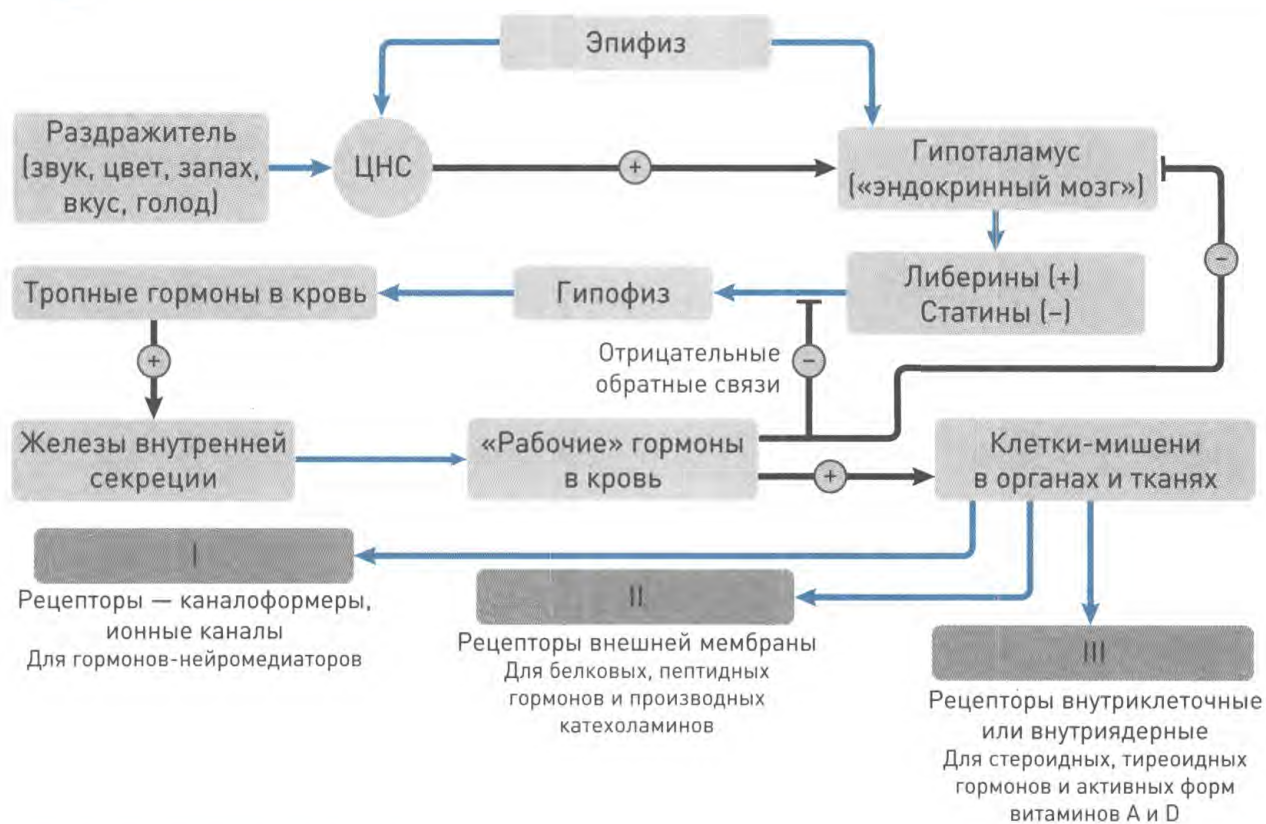 Эпифиз
Раздражитель
(звук, цвет, запах,
вкус, голод)
ЦНС
+
Гипоталамус
(«эндокринный мозг»)
–
Тропные гормоны в кровь
Гипофиз
Либерины (+)
Статины (–)
+
Отрицательные
обратные связи
–
Железы внутренней
секреции
«Рабочие» гормоны
в кровь
+
Клетки-мишени
в органах и тканях
I
Рецепторы — каналоформеры,
ионные каналы
Для гормонов-нейромедиаторов
II
Рецепторы внешней мембраны
Для белковых, пептидных
гормонов и производных
катехоламинов
III
Рецепторы внутриклеточные
или внутриядерные
Для стероидных, тиреоидных
гормонов и активных форм
витаминов А и D